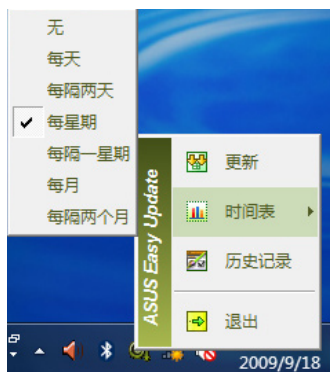 无
每天
每隔两天
每星期
每隔一星期
每月
每隔两个月
ASUS Easy Update
更新
时间表
历史记录
退出
2009/9/18